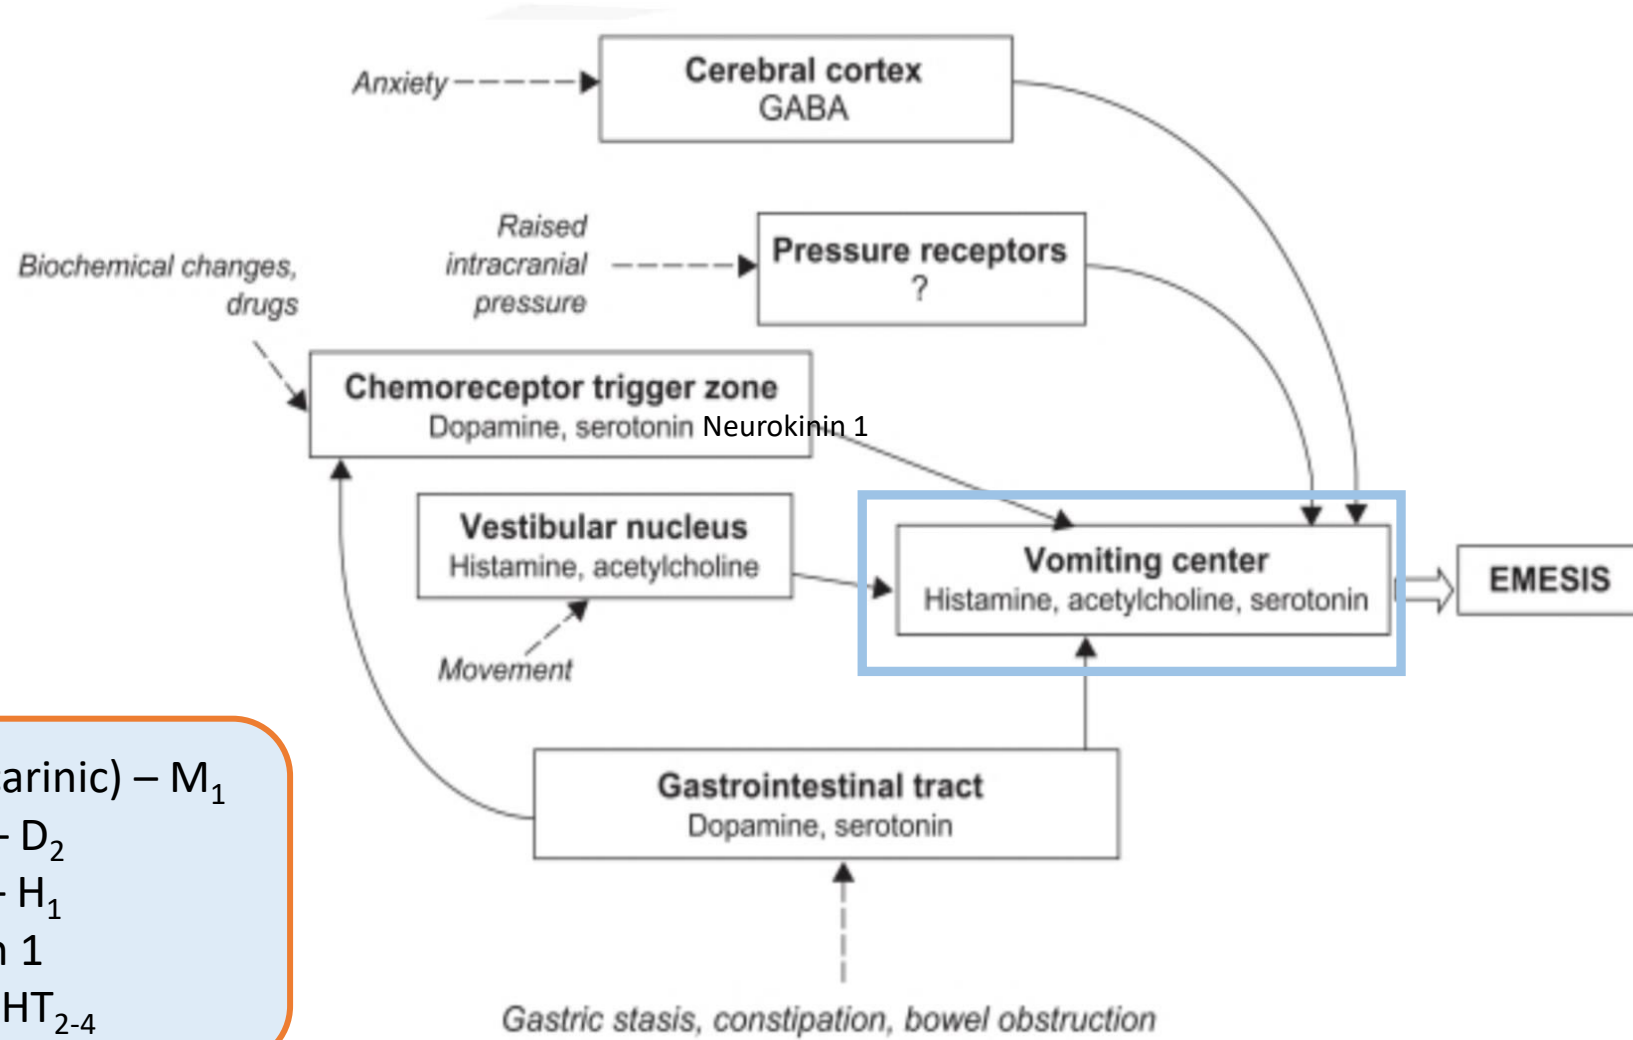 Cerebral cortex
GABA
Anxiety
Raised
intracranial
pressure
Pressure receptors
?
Biochemical changes,
drugs
Chemoreceptor trigger zone
Dopamine, serotonin Neurokinin 1
Vestibular nucleus
Histamine, acetylcholine
Movement
Vomiting center
Histamine, acetylcholine, serotonin
EMESIS
Gastrointestinal tract
Dopamine, serotonin
Gastric stasis, constipation, bowel obstruction
carinic) – M₁
- D₂
- H₁
n 1
HT₂₋₄